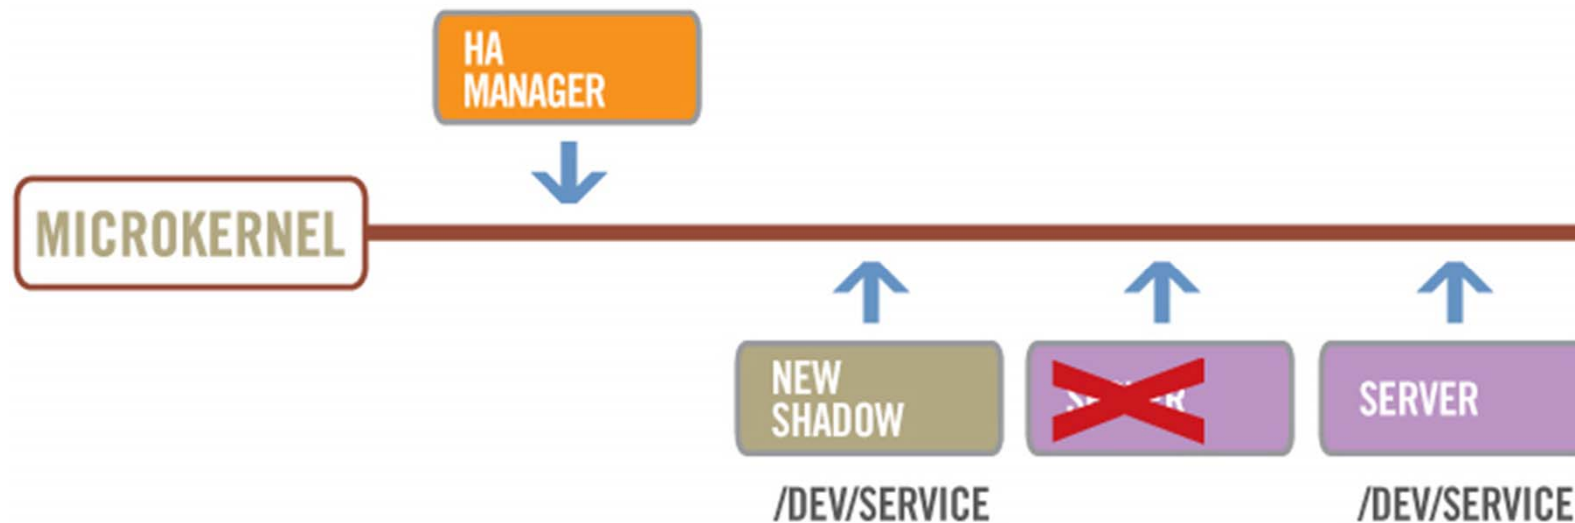 HA
MANAGER
MICROKERNEL
NEW
SHADOW
SERVER
/DEV/SERVICE
/DEV/SERVICE